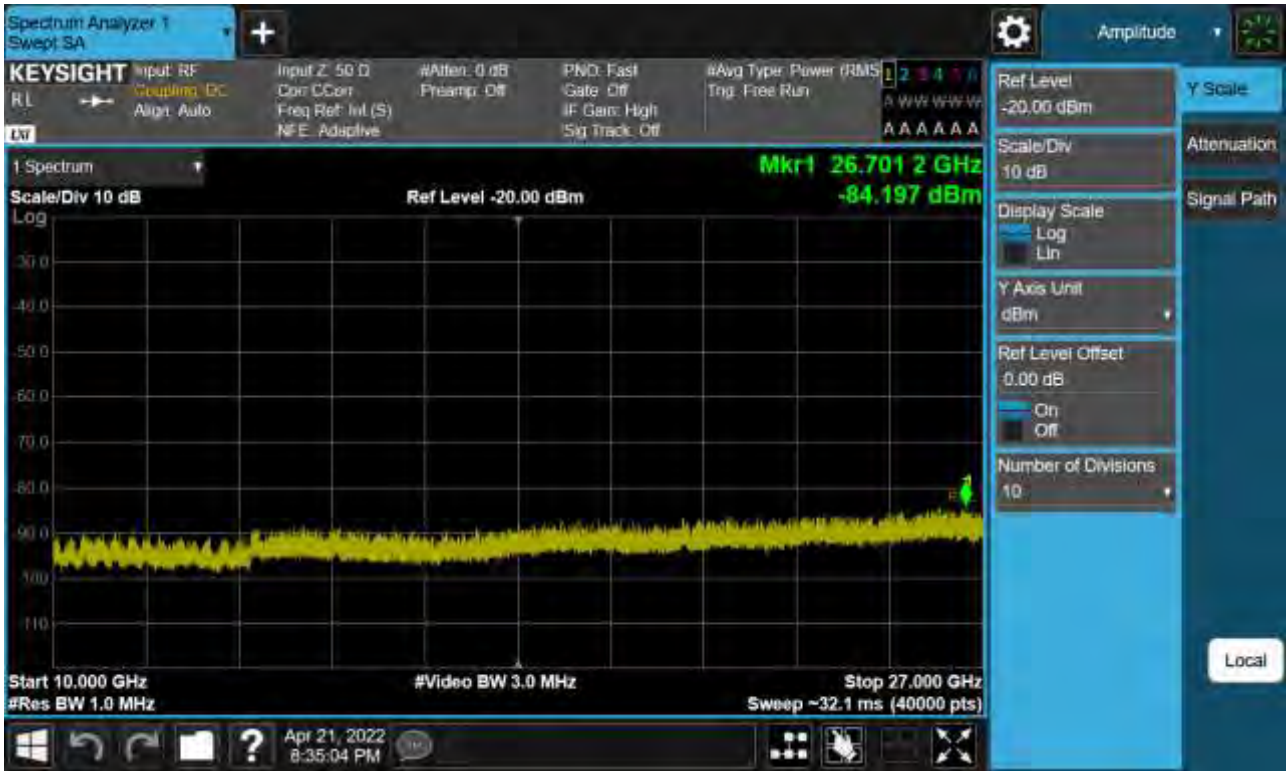 Spectrum Analyzer 1
Swept SA
+
Amplitude
KEYSIGHT
RL
Input: RF
Coupling: DC
Align: Auto
Input Z: 50 Ω
Corr CCorr
Freq Ref: Int (S)
NFE: Adaptive
#Atten: 0 dB
Preamp: Off
PNO: Fast
Gate: Off
IF Gain: High
Sig Track: Off
#Avg Type: Power (RMS
Trig: Free Run
1 2 3 4 5 6
A W W W W W
A A A A A A
LXI
1 Spectrum
Scale/Div 10 dB
Ref Level -20.00 dBm
Mkr1 26.701 2 GHz
-84.197 dBm
Log
-30.0
-40.0
-50.0
-60.0
-70.0
-80.0
-90.0
-100
-110
1
Start 10.000 GHz
#Res BW 1.0 MHz
#Video BW 3.0 MHz
Stop 27.000 GHz
Sweep ~32.1 ms (40000 pts)
Ref Level
-20.00 dBm
Scale/Div
10 dB
Display Scale
Log
Lin
Y Axis Unit
dBm
Ref Level Offset
0.00 dB
On
Off
Number of Divisions
10
Y Scale
Attenuation
Signal Path
Local
?
Apr 21, 2022
8:35:04 PM